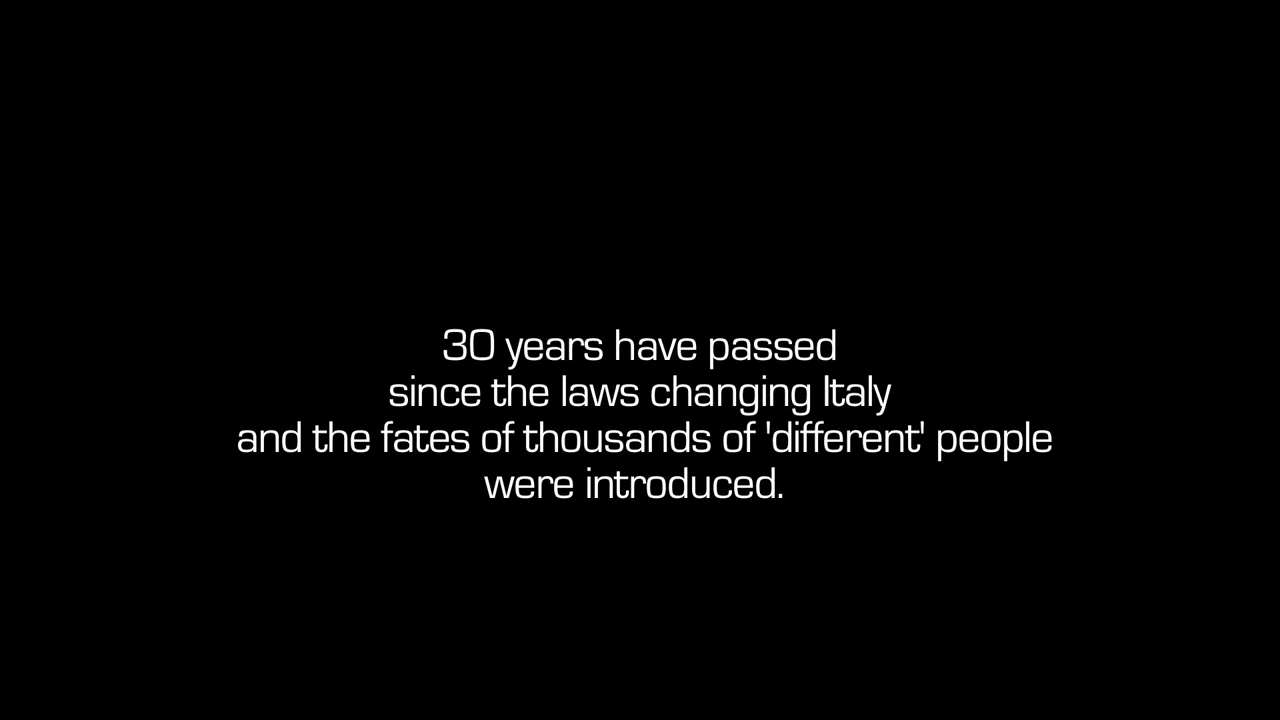 30 years have passed
since the laws changing Italy
and the fates of thousands of 'different' people
were introduced.